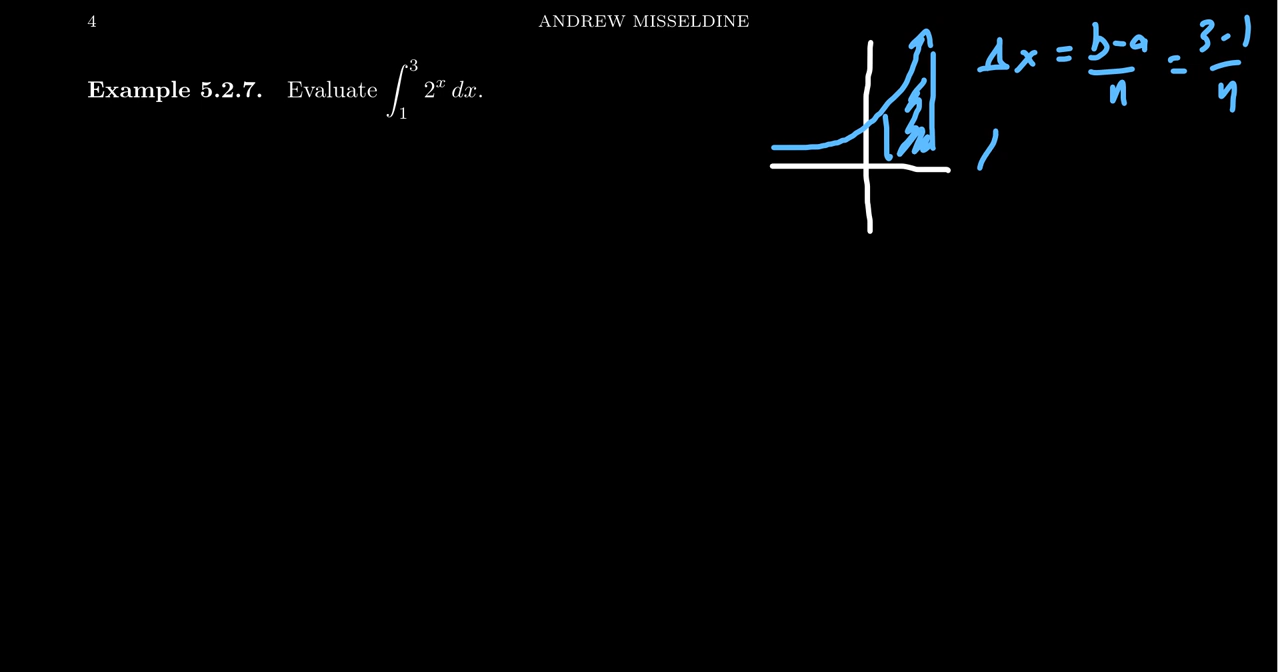 4 ANDREW MISSELDINE
Example 5.2.7. Evaluate ∫₁³ 2ˣ dx.
Δx = (b-a)/n = (3-1)/n